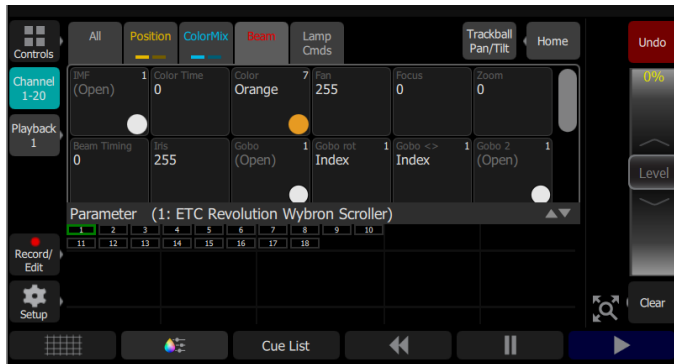 All Position ColorMix Beam Lamp Cmds Trackball Pan/Tilt Home Undo
Controls
Channel
1-20
Playback
1
Record/
Edit
Setup
IMF 1 Color Time Color 7 Fan Focus Zoom
(Open) 0 Orange 255 0 0
Beam Timing Iris Gobo 1 Gobo rot 1 Gobo <> 1 Gobo 2 1
0 255 (Open) Index Index (Open)
Parameter (1: ETC Revolution Wybron Scroller)
1 2 3 4 5 6 7 8 9 10
11 12 13 14 15 16 17 18
0%
Level
Clear
Cue List